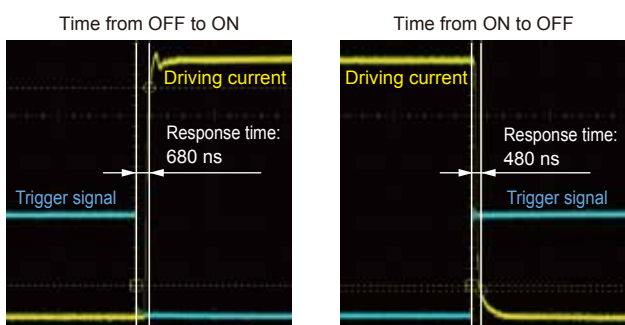 Time from OFF to ON
Driving current
Response time:
680 ns
Trigger signal
Time from ON to OFF
Driving current
Response time:
480 ns
Trigger signal